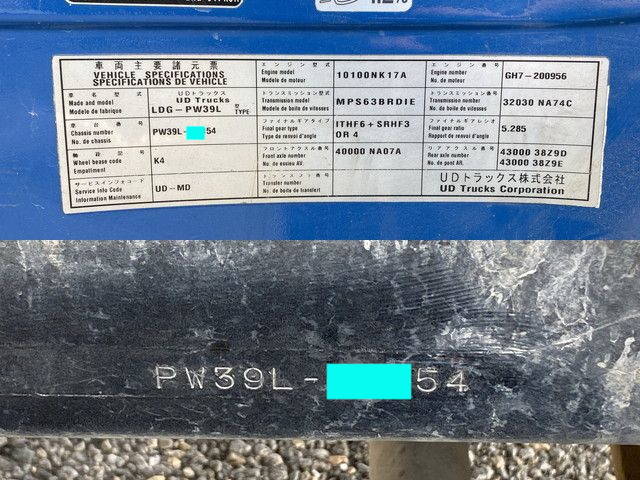 車両主要諸元票
VEHICLE SPECIFICATIONS
SPECIFICATIONS DE VEHICLE
車名型式
Made and model
Modele de fabrique
UDトラックス
UD Trucks
LDG-PW39L 型 TYPE
車台番号
Chassis number
No. de chassis
PW39L- 54
軸距型
Wheel base code
Empattment
K4
サービスインフォコード
Service Info Code
Information Maintenance
UD-MD
エンジン型式
Engine model
Modele de moteur
10100NK17A
トランスミッション型式
Transmission model
Modele de boite de vitesses
MPS63BRDIE
ファイナルギアタイプ
Final gear type
Type de renvoi d'angle
ITHF6+SRHF3
OR 4
フロントアクスル番号
Front axle number
No. de essieu AV.
40000 NA07A
トランスファ番号
Transfer number
No. de boite de transfert
エンジン番号
Engine number
No. de moteur
GH7-200956
トランスミッション番号
Transmission number
No. de boite de vitesses
32030 NA74C
ファイナルギアレシオ
Final gear ratio
Rapport de renvoi d'angle
5.285
リアアクスル番号
Rear axle number
No. de pont AR.
43000 38Z9D
43000 38Z9E
UDトラックス株式会社
UD Trucks Corporation
PW39L- 54